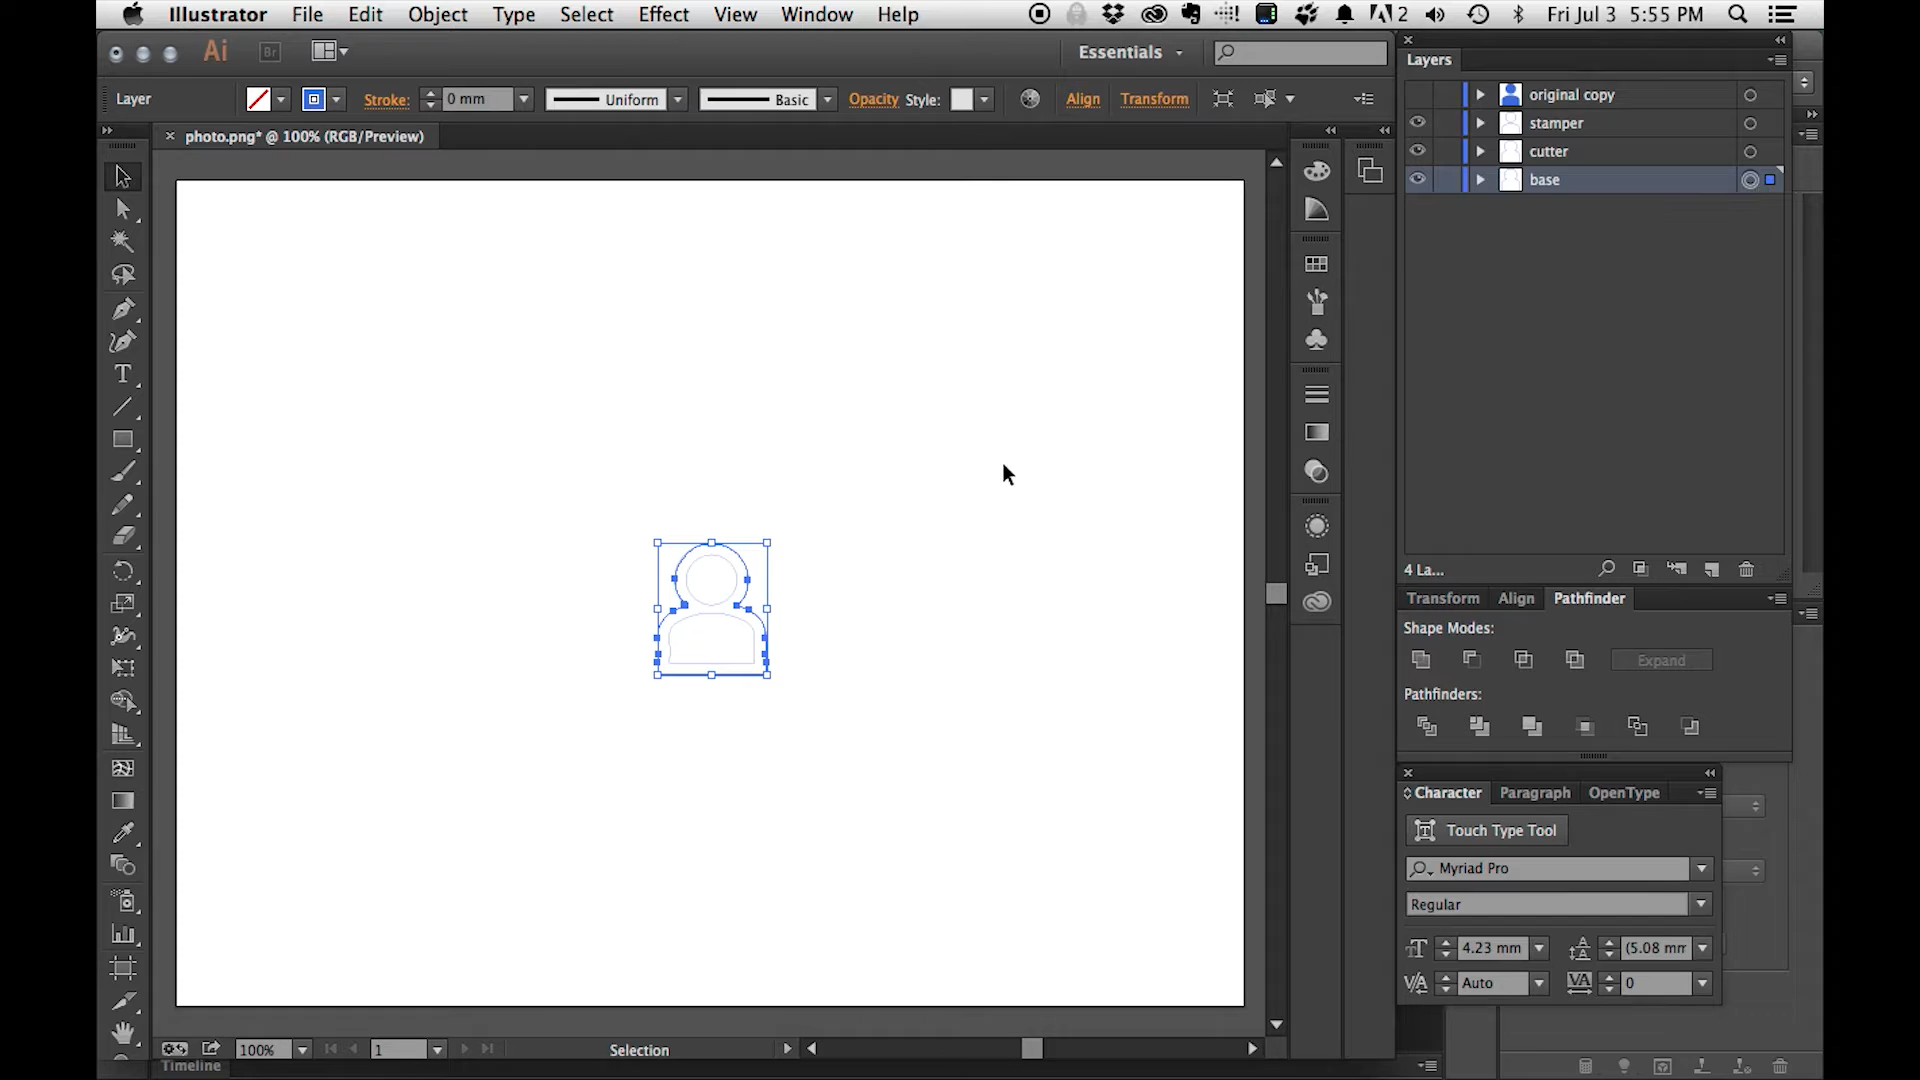 Illustrator File Edit Object Type Select Effect View Window Help 2 Fri Jul 3 5:55 PM
Ai Br Essentials
Layer Stroke: 0 mm Uniform Basic Opacity Style: Align Transform
photo.png* @ 100% (RGB/Preview)
Layers
original copy
stamper
cutter
base
4 La...
Transform Align Pathfinder
Shape Modes:
Expand
Pathfinders:
Character Paragraph OpenType
Touch Type Tool
Myriad Pro
Regular
4.23 mm (5.08 mm
Auto 0
100% 1 Selection
Timeline